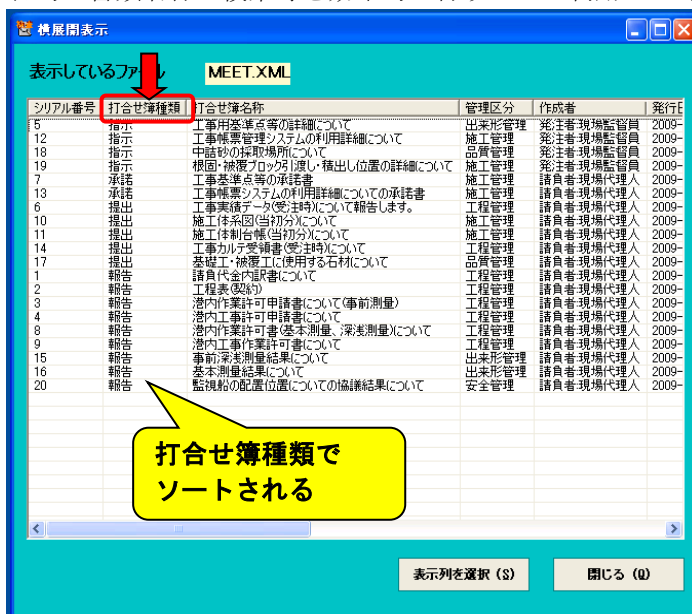 横展開表示
表示しているファイル MEET.XML
シリアル番号 打合せ簿種類 打合せ簿名称 管理区分 作成者 発行日
5 指示 工事用基準点等の詳細について 出来形管理 発注者:現場監督員 2009-
12 指示 工事帳票管理システムの利用詳細について 施工管理 発注者:現場監督員 2009-
18 指示 中詰砂の採取場所について 品質管理 発注者:現場監督員 2009-
19 指示 根固・被覆ブロック引渡し・積出し位置の詳細について 施工管理 発注者:現場監督員 2009-
7 承諾 工事基準点等の承諾書 施工管理 請負者:現場代理人 2009-
13 承諾 工事帳票システムの利用詳細についての承諾書 施工管理 請負者:現場代理人 2009-
6 提出 工事実績データ(受注時)について報告します。 工程管理 請負者:現場代理人 2009-
10 提出 施工体系図(当初分)について 施工管理 請負者:現場代理人 2009-
11 提出 施工体制台帳(当初分)について 施工管理 請負者:現場代理人 2009-
14 提出 工事カルテ受領書(受注時)について 工程管理 請負者:現場代理人 2009-
17 提出 基礎工・被覆工に使用する石材について 品質管理 請負者:現場代理人 2009-
1 報告 請負代金内訳書について 工程管理 請負者:現場代理人 2009-
2 報告 工程表(契約) 工程管理 請負者:現場代理人 2009-
3 報告 港内作業許可申請書について(事前測量) 工程管理 請負者:現場代理人 2009-
4 報告 港内工事許可申請書について 工程管理 請負者:現場代理人 2009-
8 報告 港内作業許可書(基本測量、深浅測量)について 工程管理 請負者:現場代理人 2009-
9 報告 港内工事作業許可書について 工程管理 請負者:現場代理人 2009-
15 報告 事前深浅測量結果について 出来形管理 請負者:現場代理人 2009-
16 報告 基本測量結果について 出来形管理 請負者:現場代理人 2009-
20 報告 監視船の配置位置についての協議結果について 安全管理 請負者:現場代理人 2009-
打合せ簿種類で
ソートされる
表示列を選択 (S) 閉じる (Q)